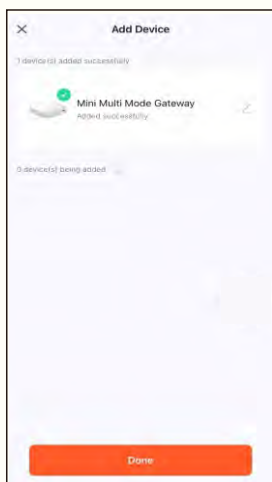 Add Device
1 device(s) added successfully
Mini Multi Mode Gateway
Added successfully
0 device(s) being added
Done